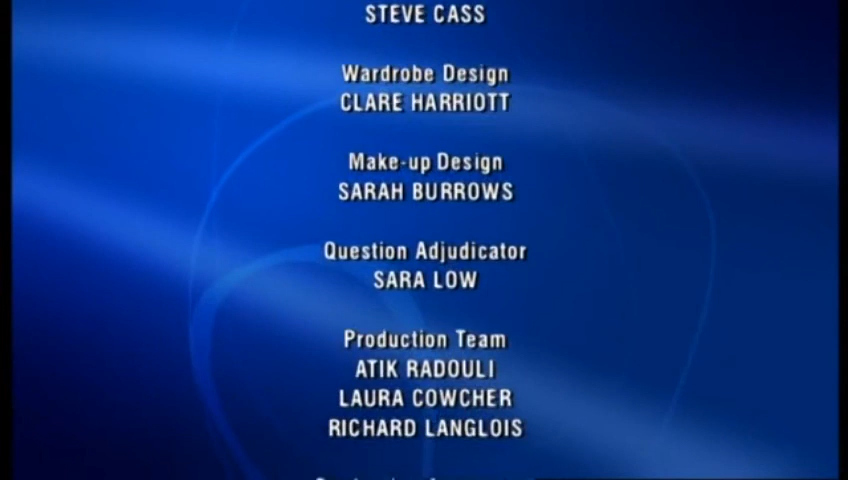 STEVE CASS
Wardrobe Design
CLARE HARRIOTT
Make-up Design
SARAH BURROWS
Question Adjudicator
SARA LOW
Production Team
ATIK RADOULI
LAURA COWCHER
RICHARD LANGLOIS